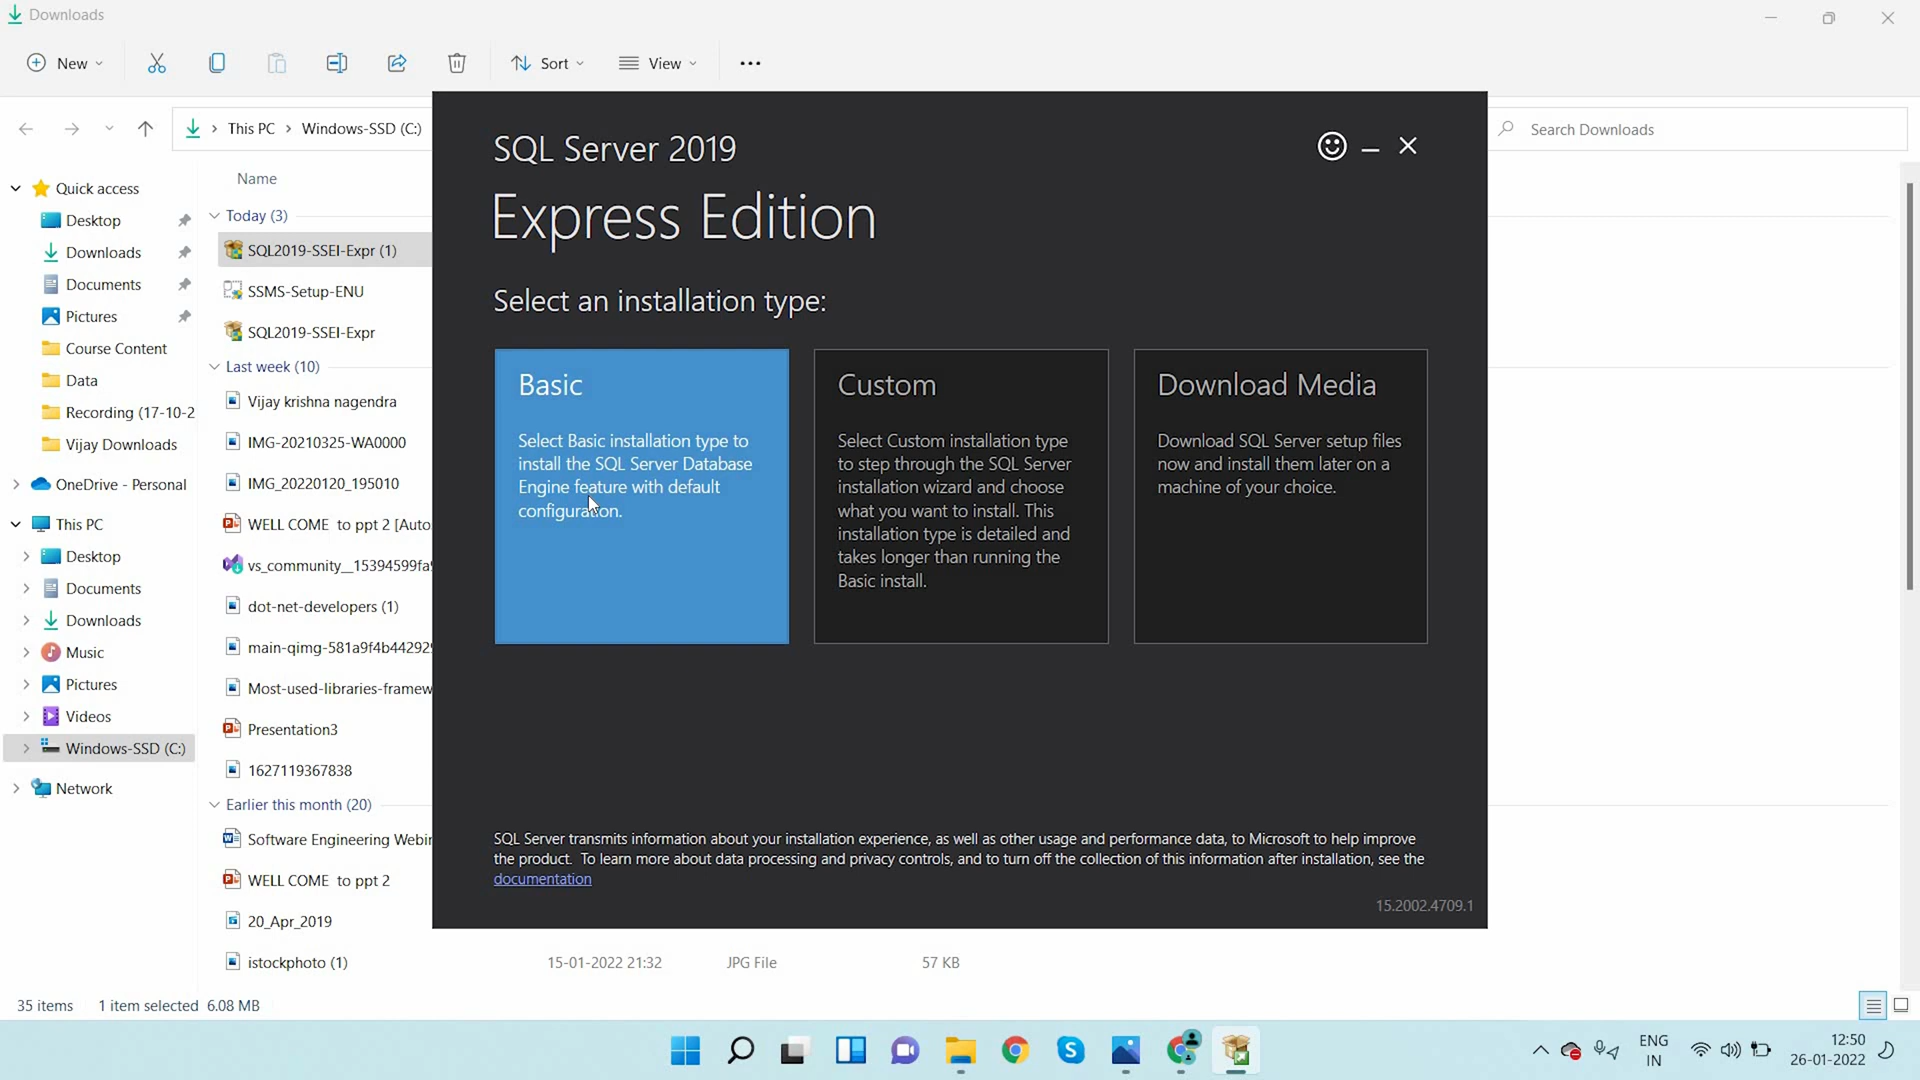 Downloads
New
Sort
View
This PC
Windows-SSD (C:)
Search Downloads
Quick access
Desktop
Downloads
Documents
Pictures
Course Content
Data
Recording (17-10-2
Vijay Downloads
OneDrive - Personal
This PC
Desktop
Documents
Downloads
Music
Pictures
Videos
Windows-SSD (C:)
Network
Name
Today (3)
SQL2019-SSEI-Expr (1)
SSMS-Setup-ENU
SQL2019-SSEI-Expr
Last week (10)
Vijay krishna nagendra
IMG-20210325-WA0000
IMG_20220120_195010
WELL COME  to ppt 2 [Auto
vs_community__15394599fa
dot-net-developers (1)
main-qimg-581a9f4b44292
Most-used-libraries-framew
Presentation3
1627119367838
Earlier this month (20)
Software Engineering Webin
WELL COME  to ppt 2
20_Apr_2019
istockphoto (1)
15-01-2022 21:32
JPG File
57 KB
SQL Server 2019
Express Edition
Select an installation type:
Basic
Select Basic installation type to
install the SQL Server Database
Engine feature with default
configuration.
Custom
Select Custom installation type
to step through the SQL Server
installation wizard and choose
what you want to install. This
installation type is detailed and
takes longer than running the
Basic install.
Download Media
Download SQL Server setup files
now and install them later on a
machine of your choice.
SQL Server transmits information about your installation experience, as well as other usage and performance data, to Microsoft to help improve
the product.  To learn more about data processing and privacy controls, and to turn off the collection of this information after installation, see the
documentation
15.2002.4709.1
35 items
1 item selected  6.08 MB
ENG
IN
12:50
26-01-2022